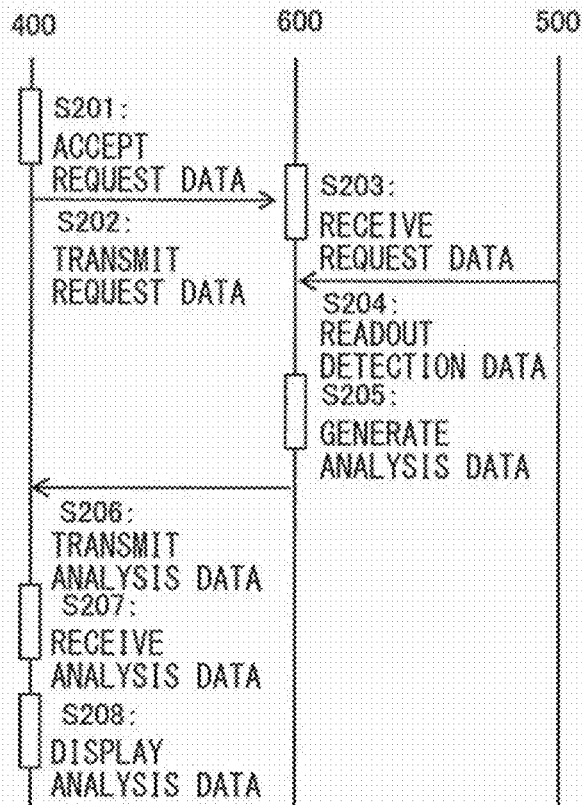 400 600 500
S201:
ACCEPT
REQUEST DATA
S202:
TRANSMIT
REQUEST DATA
S203:
RECEIVE
REQUEST DATA
S204:
READOUT
DETECTION DATA
S205:
GENERATE
ANALYSIS DATA
S206:
TRANSMIT
ANALYSIS DATA
S207:
RECEIVE
ANALYSIS DATA
S208:
DISPLAY
ANALYSIS DATA